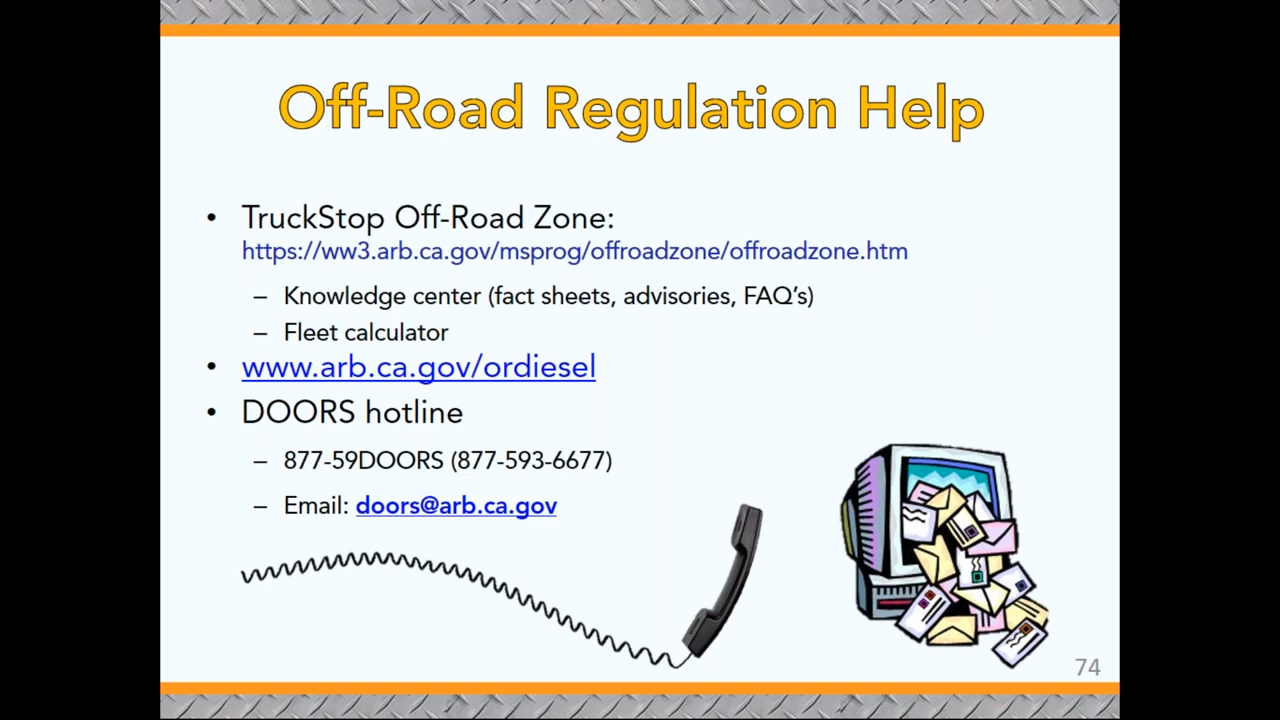 Off-Road Regulation Help
• TruckStop Off-Road Zone:
https://ww3.arb.ca.gov/msprog/offroadzone/offroadzone.htm
– Knowledge center (fact sheets, advisories, FAQ's)
– Fleet calculator
• www.arb.ca.gov/ordiesel
• DOORS hotline
– 877-59DOORS (877-593-6677)
– Email: doors@arb.ca.gov
74